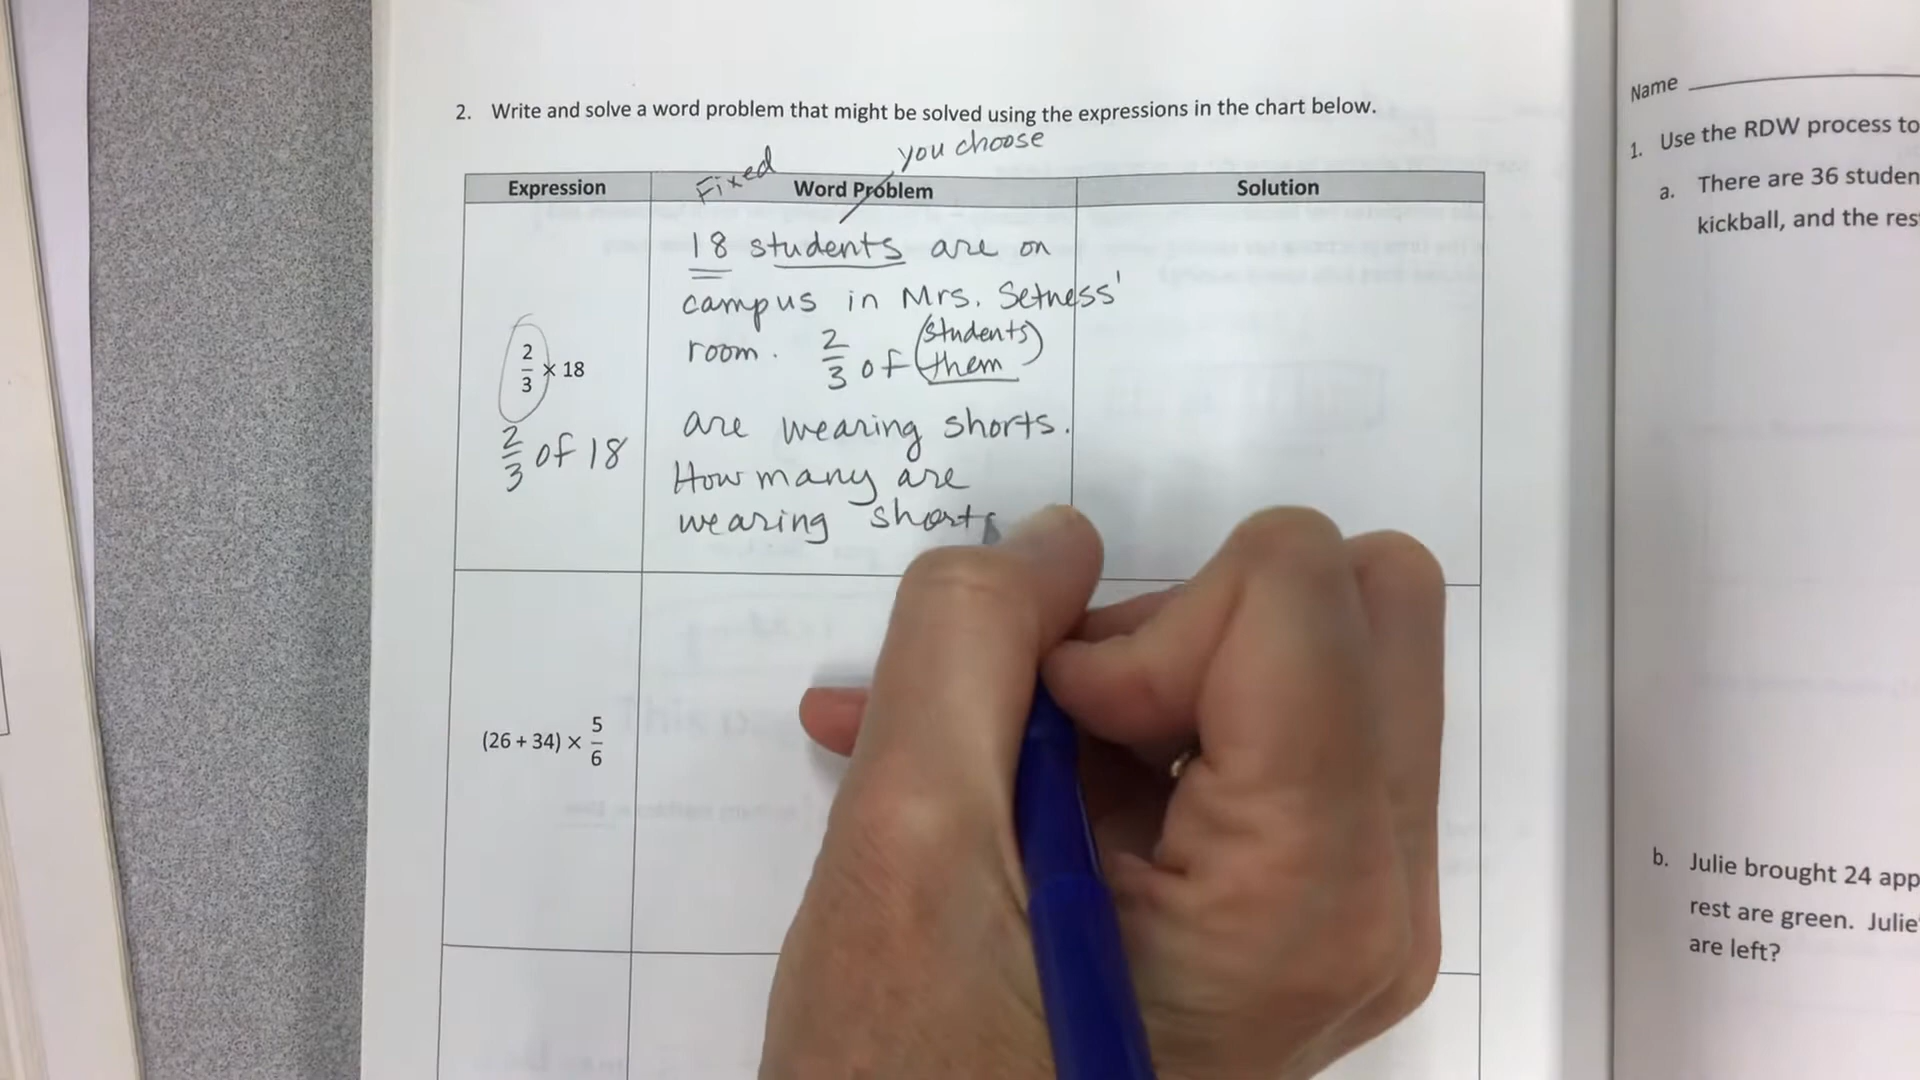 2. Write and solve a word problem that might be solved using the expressions in the chart below.
you choose
Fixed
Expression
Word Problem
Solution
2/3 × 18
2/3 of 18
18 students are on
campus in Mrs. Setness'
room. 2/3 of (students)
them
are wearing shorts.
How many are
wearing shorts
(26 + 34) × 5/6
Name
1. Use the RDW process to
a. There are 36 studen
kickball, and the res
b. Julie brought 24 app
rest are green. Julie'
are left?